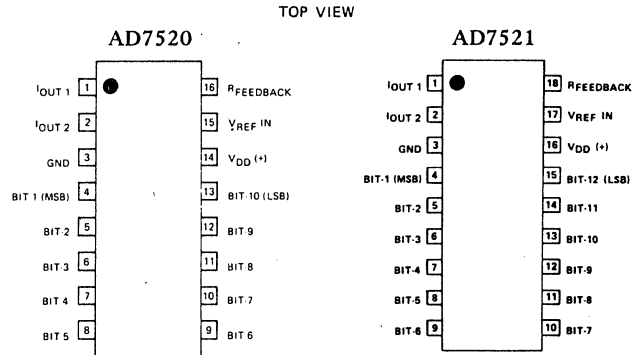 TOP VIEW
AD7520
IOUT 1 1 16 RFEEDBACK
IOUT 2 2 15 VREF IN
GND 3 14 VDD (+)
BIT 1 (MSB) 4 13 BIT-10 (LSB)
BIT-2 5 12 BIT-9
BIT-3 6 11 BIT-8
BIT 4 7 10 BIT-7
BIT 5 8 9 BIT 6
AD7521
IOUT 1 1 18 RFEEDBACK
IOUT 2 2 17 VREF IN
GND 3 16 VDD (+)
BIT-1 (MSB) 4 15 BIT-12 (LSB)
BIT-2 5 14 BIT-11
BIT-3 6 13 BIT-10
BIT-4 7 12 BIT-9
BIT-5 8 11 BIT-8
BIT-6 9 10 BIT-7